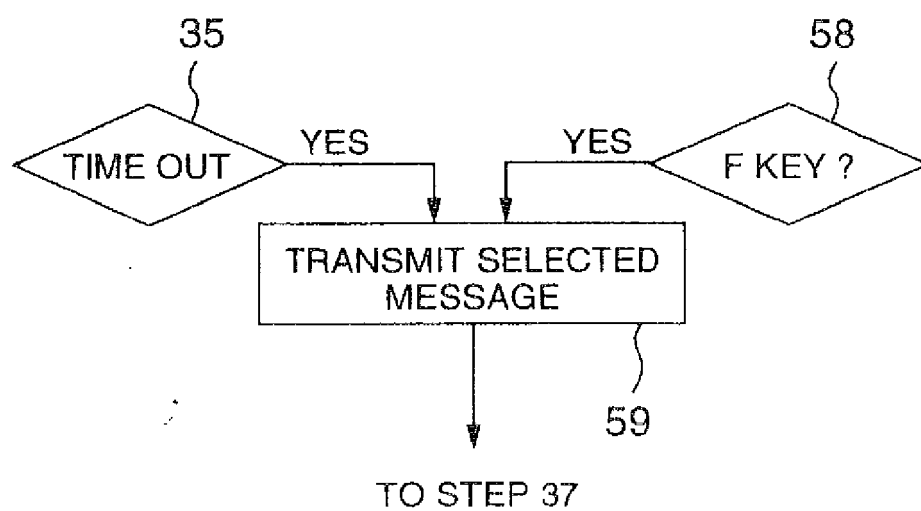 35
58
TIME OUT
YES
YES
F KEY ?
TRANSMIT SELECTED
MESSAGE
59
TO STEP 37